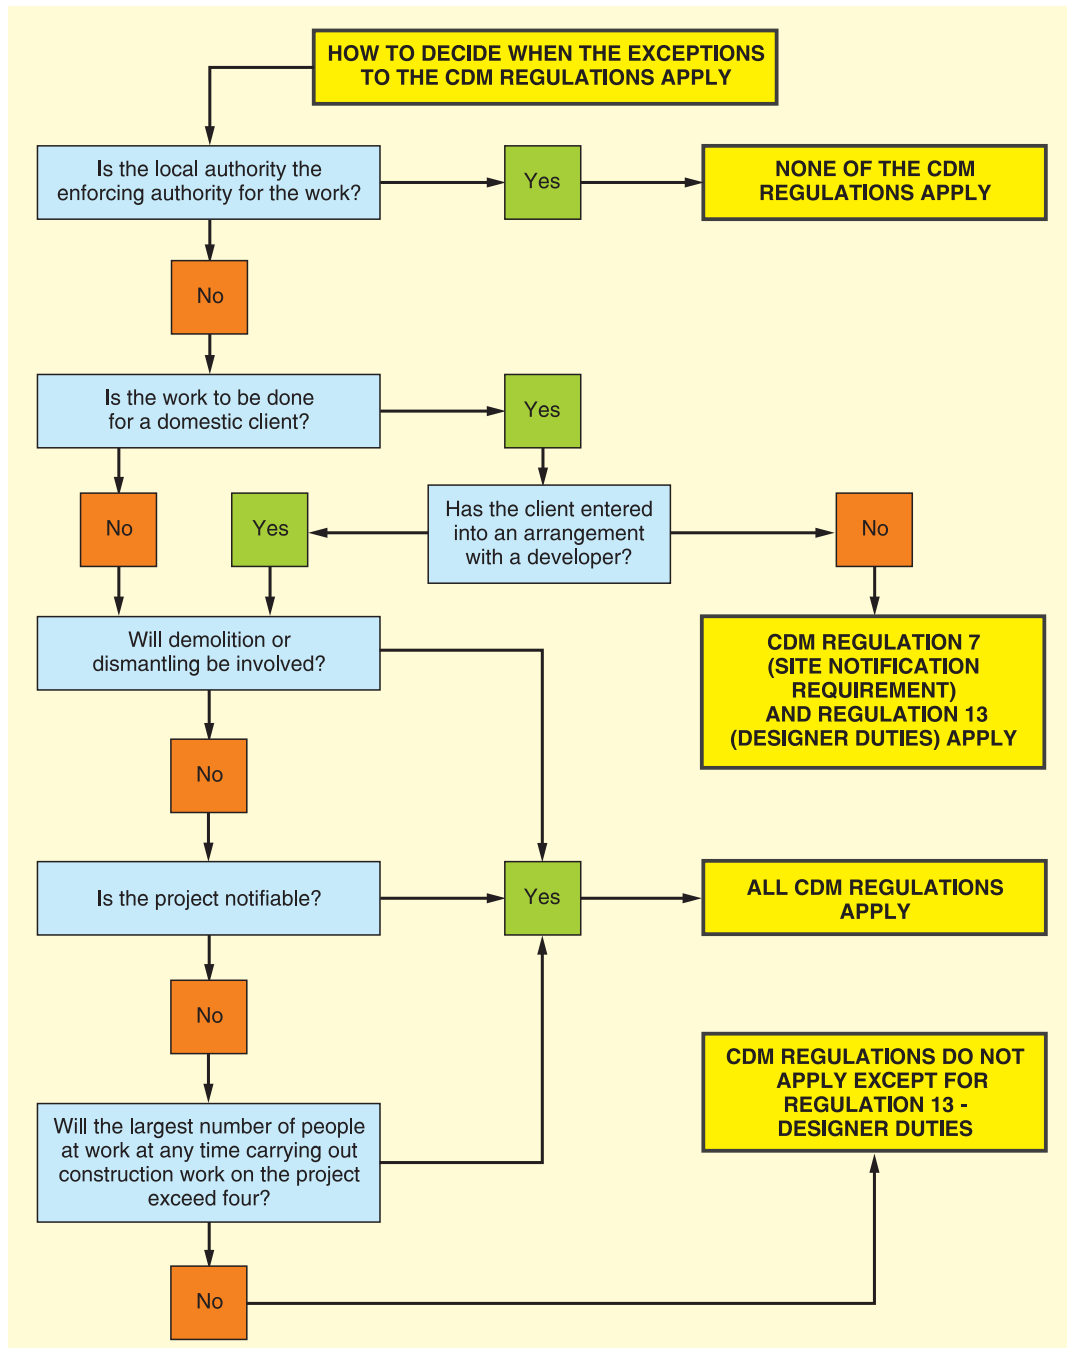 HOW TO DECIDE WHEN THE EXCEPTIONS
TO THE CDM REGULATIONS APPLY
Is the local authority the
enforcing authority for the work?
Yes
NONE OF THE CDM
REGULATIONS APPLY
No
Is the work to be done
for a domestic client?
Yes
No
Yes
Has the client entered
into an arrangement
with a developer?
No
Will demolition or
dismantling be involved?
CDM REGULATION 7
(SITE NOTIFICATION
REQUIREMENT)
AND REGULATION 13
(DESIGNER DUTIES) APPLY
No
Is the project notifiable?
Yes
ALL CDM REGULATIONS
APPLY
No
CDM REGULATIONS DO NOT
APPLY EXCEPT FOR
REGULATION 13 -
DESIGNER DUTIES
Will the largest number of people
at work at any time carrying out
construction work on the project
exceed four?
No